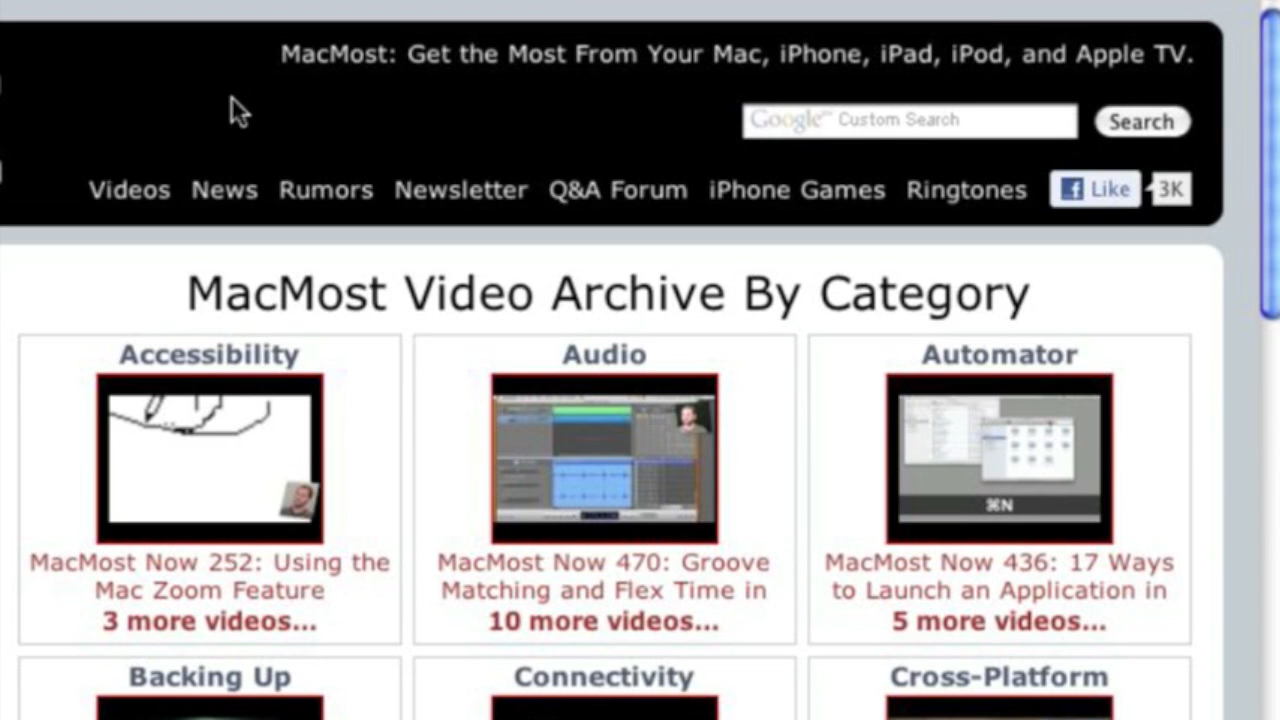 MacMost: Get the Most From Your Mac, iPhone, iPad, iPod, and Apple TV.
Google™ Custom Search
Search
Videos News Rumors Newsletter Q&A Forum iPhone Games Ringtones Like 3K
MacMost Video Archive By Category
Accessibility
MacMost Now 252: Using the
Mac Zoom Feature
3 more videos...
Audio
MacMost Now 470: Groove
Matching and Flex Time in
10 more videos...
Automator
⌘N
MacMost Now 436: 17 Ways
to Launch an Application in
5 more videos...
Backing Up
Connectivity
Cross-Platform